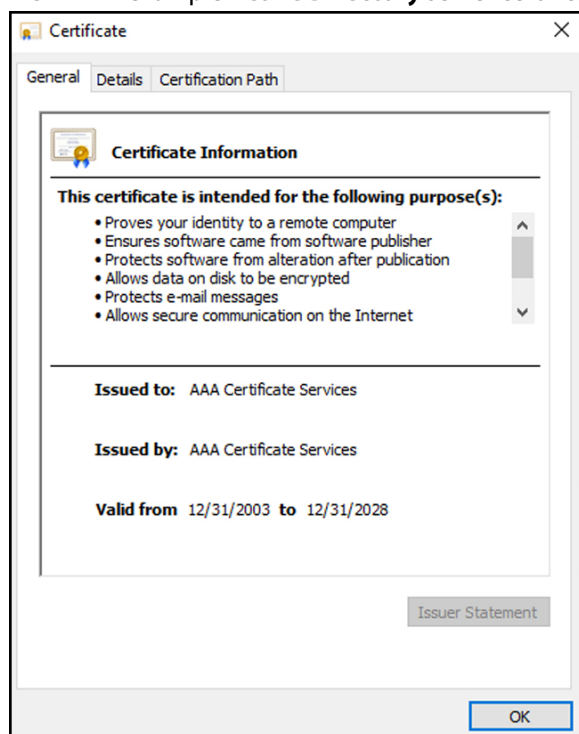 Certificate
General Details Certification Path
Certificate Information
This certificate is intended for the following purpose(s):
• Proves your identity to a remote computer
• Ensures software came from software publisher
• Protects software from alteration after publication
• Allows data on disk to be encrypted
• Protects e-mail messages
• Allows secure communication on the Internet
Issued to: AAA Certificate Services
Issued by: AAA Certificate Services
Valid from 12/31/2003 to 12/31/2028
Issuer Statement
OK